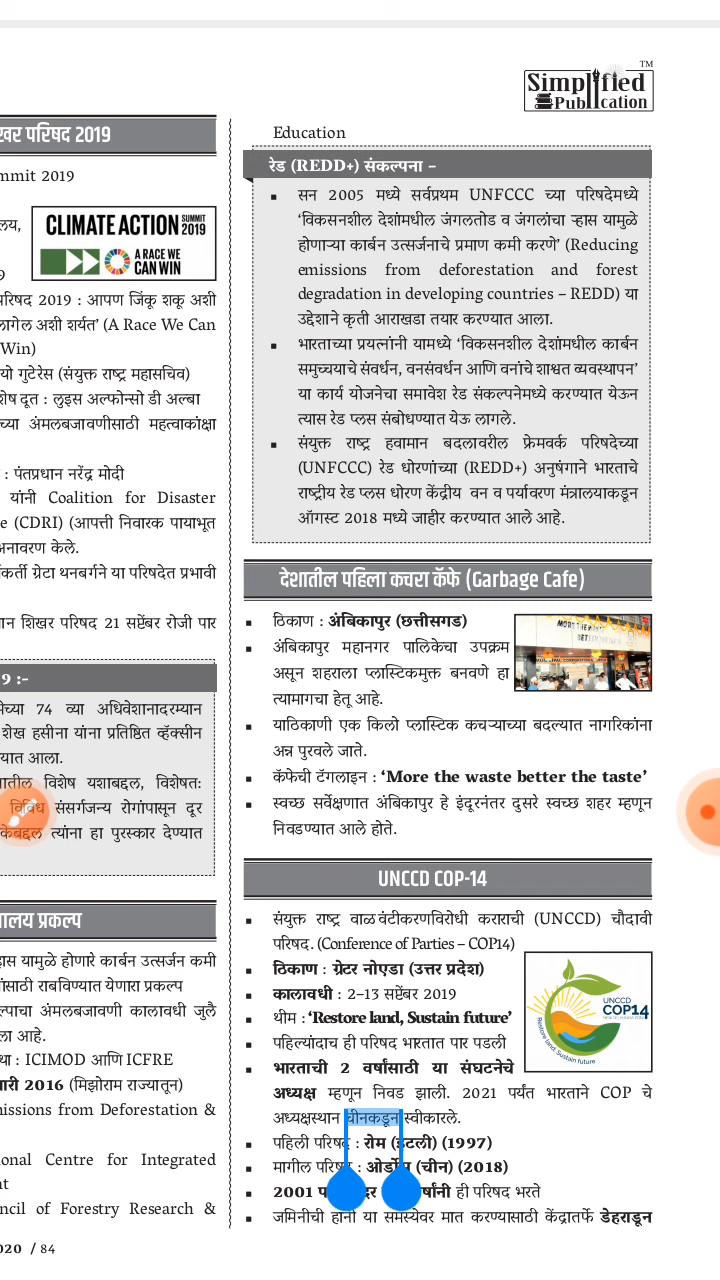 Simplified
Publication
TM
खर परिषद 2019
mmit 2019
लय,
CLIMATE ACTION SUMMIT 2019
A RACE WE
CAN WIN
9
परिषद 2019 : आपण जिंकू शकू अशी
लागेल अशी शर्यत’ (A Race We Can
Win)
यो गुटेरेस (संयुक्त राष्ट्र महासचिव)
शेष दूत : लुइस अल्फोन्सो डी अल्बा
च्या अंमलबजावणीसाठी महत्वाकांक्षा
: पंतप्रधान नरेंद्र मोदी
यांनी Coalition for Disaster
e (CDRI) (आपत्ती निवारक पायाभूत
अनावरण केले.
कर्ती ग्रेटा थनबर्गने या परिषदेत प्रभावी
ान शिखर परिषद 21 सप्टेंबर रोजी पार
9 :-
ेच्या 74 व्या अधिवेशनादरम्यान
शेख हसीना यांना प्रतिष्ठित व्हॅक्सीन
यात आला.
ातील विशेष यशाबद्दल, विशेषतः
विविध संसर्गजन्य रोगांपासून दूर
केबद्दल त्यांना हा पुरस्कार देण्यात
ालय प्रकल्प
हास यामुळे होणारे कार्बन उत्सर्जन कमी
ांसाठी राबविण्यात येणारा प्रकल्प
ल्पाचा अंमलबजावणी कालावधी जुलै
ला आहे.
था : ICIMOD आणि ICFRE
ारी 2016 (मिझोराम राज्यातून)
missions from Deforestation &
ional Centre for Integrated
nt
ncil of Forestry Research &
020 / 84
Education
रेड (REDD+) संकल्पना –
▪ सन 2005 मध्ये सर्वप्रथम UNFCCC च्या परिषदेमध्ये
‘विकसनशील देशांमधील जंगलतोड व जंगलांचा ऱ्हास यामुळे
होणाऱ्या कार्बन उत्सर्जनाचे प्रमाण कमी करणे’ (Reducing
emissions from deforestation and forest
degradation in developing countries – REDD) या
उद्देशाने कृती आराखडा तयार करण्यात आला.
▪ भारताच्या प्रयत्नांनी यामध्ये ‘विकसनशील देशांमधील कार्बन
समुच्चयाचे संवर्धन, वनसंवर्धन आणि वनांचे शाश्वत व्यवस्थापन’
या कार्य योजनेचा समावेश रेड संकल्पनेमध्ये करण्यात येऊन
त्यास रेड प्लस संबोधण्यात येऊ लागले.
▪ संयुक्त राष्ट्र हवामान बदलावरील फ्रेमवर्क परिषदेच्या
(UNFCCC) रेड धोरणांच्या (REDD+) अनुषंगाने भारताचे
राष्ट्रीय रेड प्लस धोरण केंद्रीय वन व पर्यावरण मंत्रालयाकडून
ऑगस्ट 2018 मध्ये जाहीर करण्यात आले आहे.
देशातील पहिला कचरा कॅफे (Garbage Cafe)
▪ ठिकाण : अंबिकापुर (छत्तीसगड)
▪ अंबिकापुर महानगर पालिकेचा उपक्रम
असून शहराला प्लास्टिकमुक्त बनवणे हा
त्यामागचा हेतू आहे.
▪ याठिकाणी एक किलो प्लास्टिक कचऱ्याच्या बदल्यात नागरिकांना
अन्न पुरवले जाते.
▪ कॅफेची टॅगलाइन : ‘More the waste better the taste’
▪ स्वच्छ सर्वेक्षणात अंबिकापुर हे इंदूरनंतर दुसरे स्वच्छ शहर म्हणून
निवडण्यात आले होते.
UNCCD COP-14
▪ संयुक्त राष्ट्र वाळवंटीकरणविरोधी कराराची (UNCCD) चौदावी
परिषद. (Conference of Parties – COP14)
▪ ठिकाण : ग्रेटर नोएडा (उत्तर प्रदेश)
▪ कालावधी : 2–13 सप्टेंबर 2019
▪ थीम : ‘Restore land, Sustain future’
▪ पहिल्यांदाच ही परिषद भारतात पार पडली
▪ भारताची 2 वर्षांसाठी या संघटनेचे
अध्यक्ष म्हणून निवड झाली. 2021 पर्यंत भारताने COP चे
अध्यक्षस्थान चीनकडून स्वीकारले.
▪ पहिली परिषद : रोम (इटली) (1997)
▪ मागील परिषद : ओर्डोस (चीन) (2018)
▪ 2001 वर्षांनी ही परिषद भरते
▪ जमिनीची हानी या समस्येवर मात करण्यासाठी केंद्रातर्फे डेहराडून
UNCCD
COP14
Restore land, Sustain future